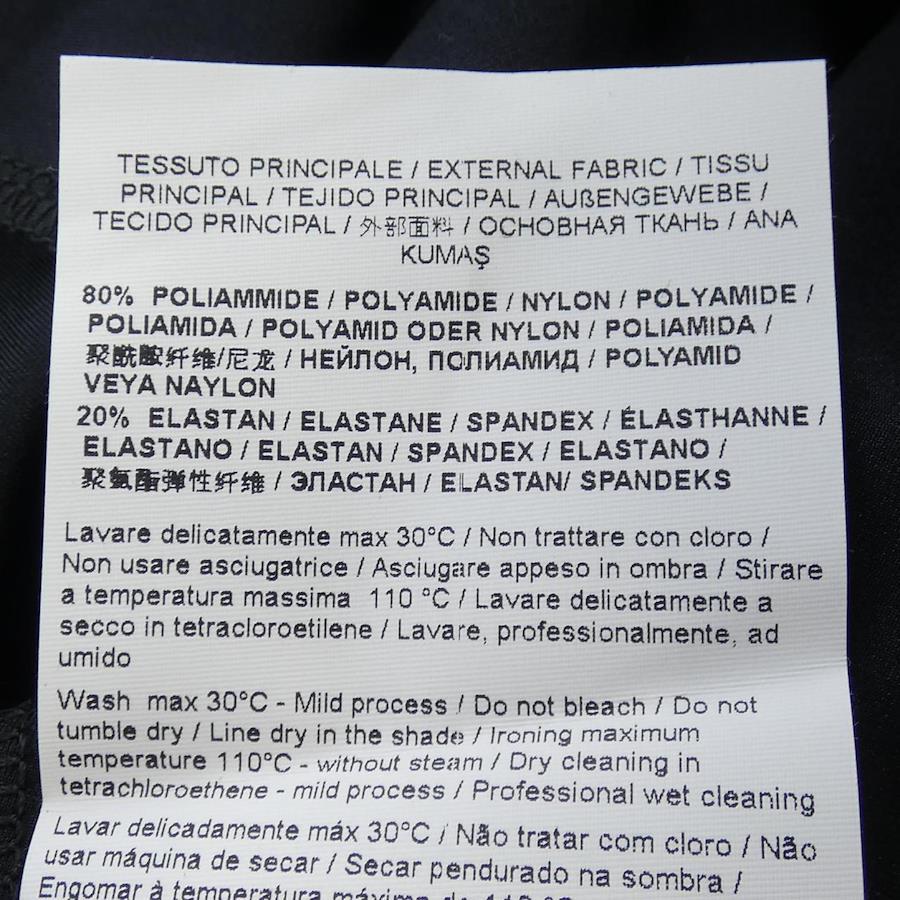 TESSUTO PRINCIPALE / EXTERNAL FABRIC / TISSU
PRINCIPAL / TEJIDO PRINCIPAL / AUßENGEWEBE /
TECIDO PRINCIPAL / 外部面料 / ОСНОВНАЯ ТКАНЬ / ANA
KUMAŞ
80% POLIAMMIDE / POLYAMIDE / NYLON / POLYAMIDE /
POLIAMIDA / POLYAMID ODER NYLON / POLIAMIDA /
聚酰胺纤维/尼龙 / НЕЙЛОН, ПОЛИАМИД / POLYAMID
VEYA NAYLON
20% ELASTAN / ELASTANE / SPANDEX / ÉLASTHANNE /
ELASTANO / ELASTAN / SPANDEX / ELASTANO /
聚氨酯弹性纤维 / ЭЛАСТАН / ELASTAN/ SPANDEKS
Lavare delicatamente max 30°C / Non trattare con cloro /
Non usare asciugatrice / Asciugare appeso in ombra / Stirare
a temperatura massima 110 °C / Lavare delicatamente a
secco in tetracloroetilene / Lavare, professionalmente, ad
umido
Wash max 30°C - Mild process / Do not bleach / Do not
tumble dry / Line dry in the shade / Ironing maximum
temperature 110°C - without steam / Dry cleaning in
tetrachloroethene - mild process / Professional wet cleaning
Lavar delicadamente máx 30°C / Não tratar com cloro / Não
usar máquina de secar / Secar pendurado na sombra /
Engomar à temperatura máxima de